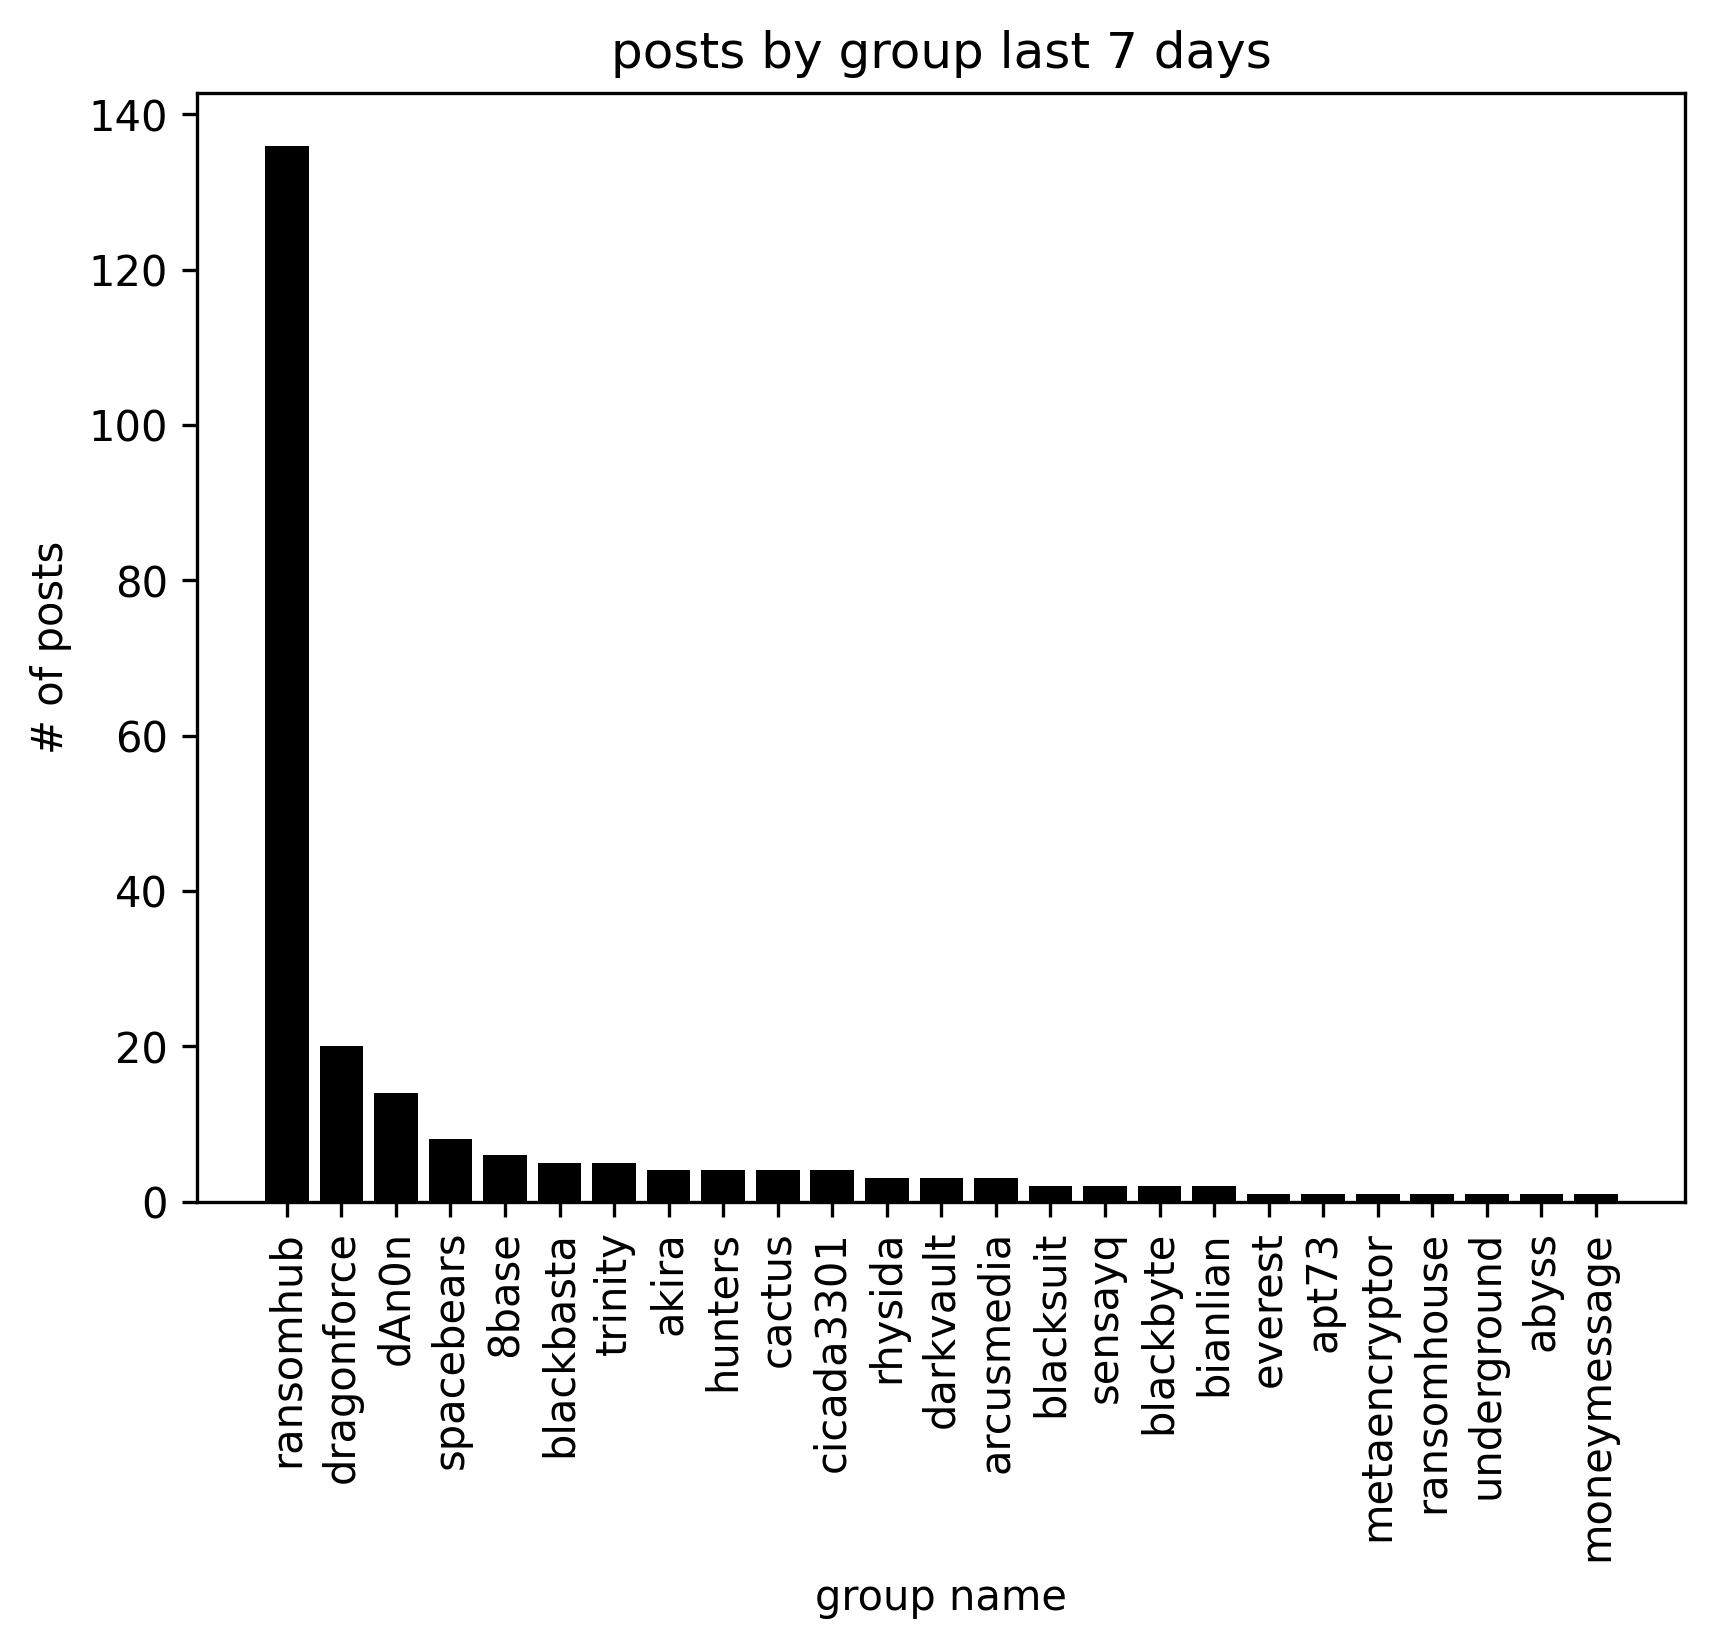 posts by group last 7 days
140
120
100
80
60
40
20
0
# of posts
ransomhub
dragonforce
dAn0n
spacebears
8base
blackbasta
trinity
akira
hunters
cactus
cicada3301
rhysida
darkvault
arcusmedia
blacksuit
sensayq
blackbyte
bianlian
everest
apt73
metaencryptor
ransomhouse
underground
abyss
moneymessage
group name